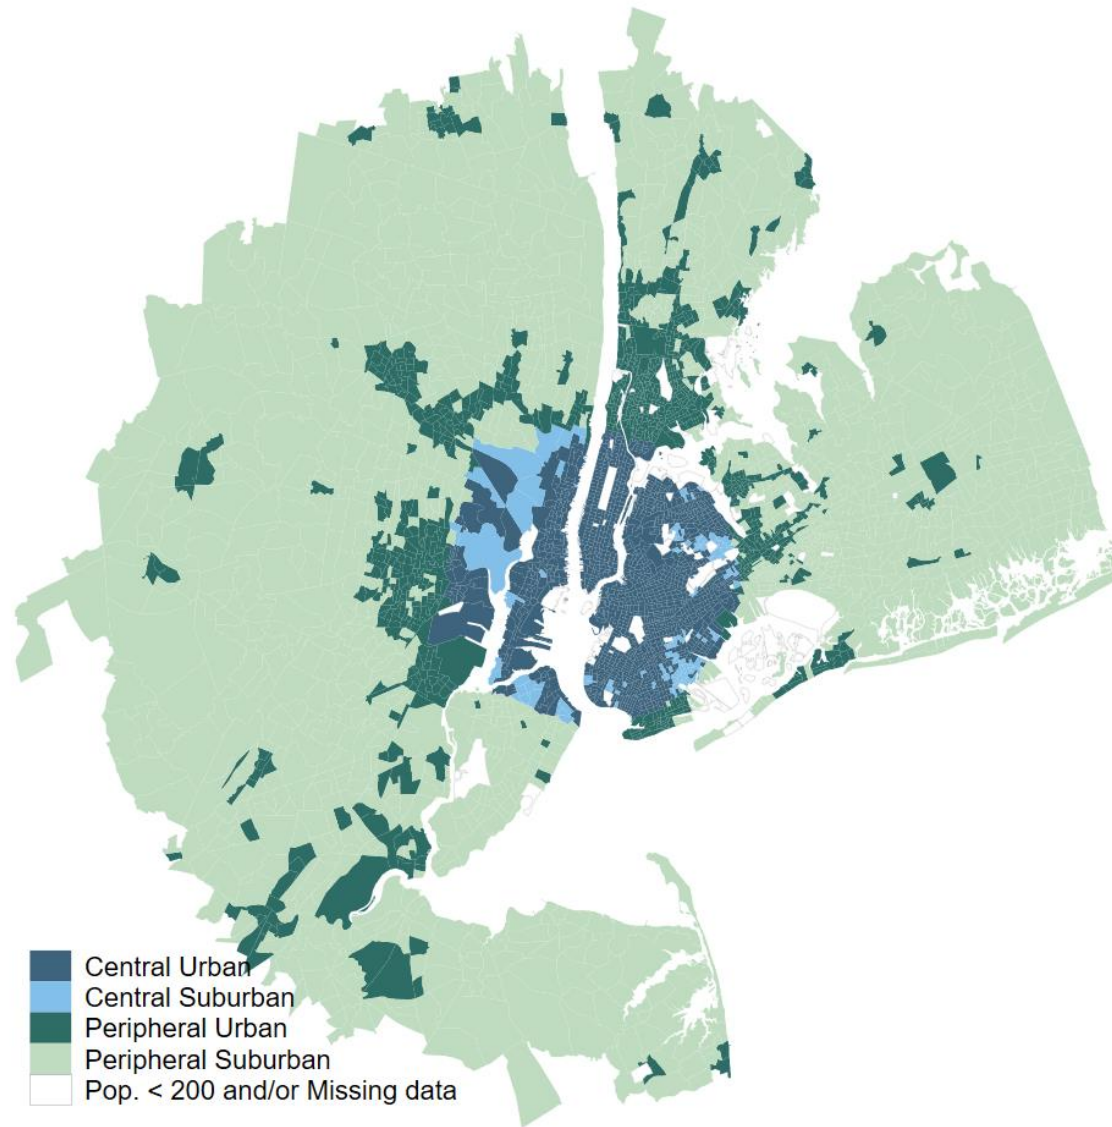 Central Urban
Central Suburban
Peripheral Urban
Peripheral Suburban
Pop. < 200 and/or Missing data